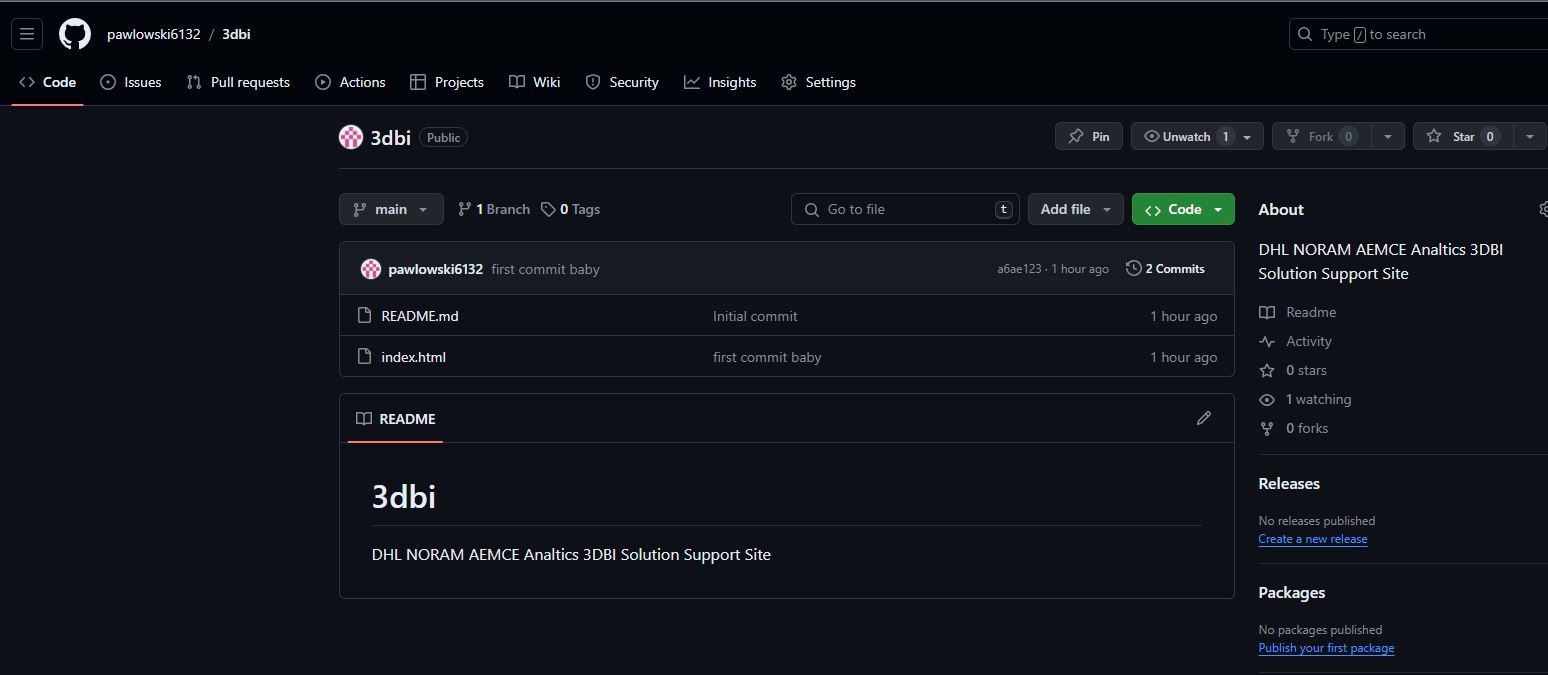 pawlowski6132 / 3dbi
Type / to search
Code Issues Pull requests Actions Projects Wiki Security Insights Settings
3dbi Public
Pin Unwatch 1 Fork 0 Star 0
main 1 Branch 0 Tags Go to file t Add file Code
pawlowski6132 first commit baby a6ae123 · 1 hour ago 2 Commits
README.md Initial commit 1 hour ago
index.html first commit baby 1 hour ago
README
3dbi
DHL NORAM AEMCE Analtics 3DBI Solution Support Site
About
DHL NORAM AEMCE Analtics 3DBI
Solution Support Site
Readme
Activity
0 stars
1 watching
0 forks
Releases
No releases published
Create a new release
Packages
No packages published
Publish your first package